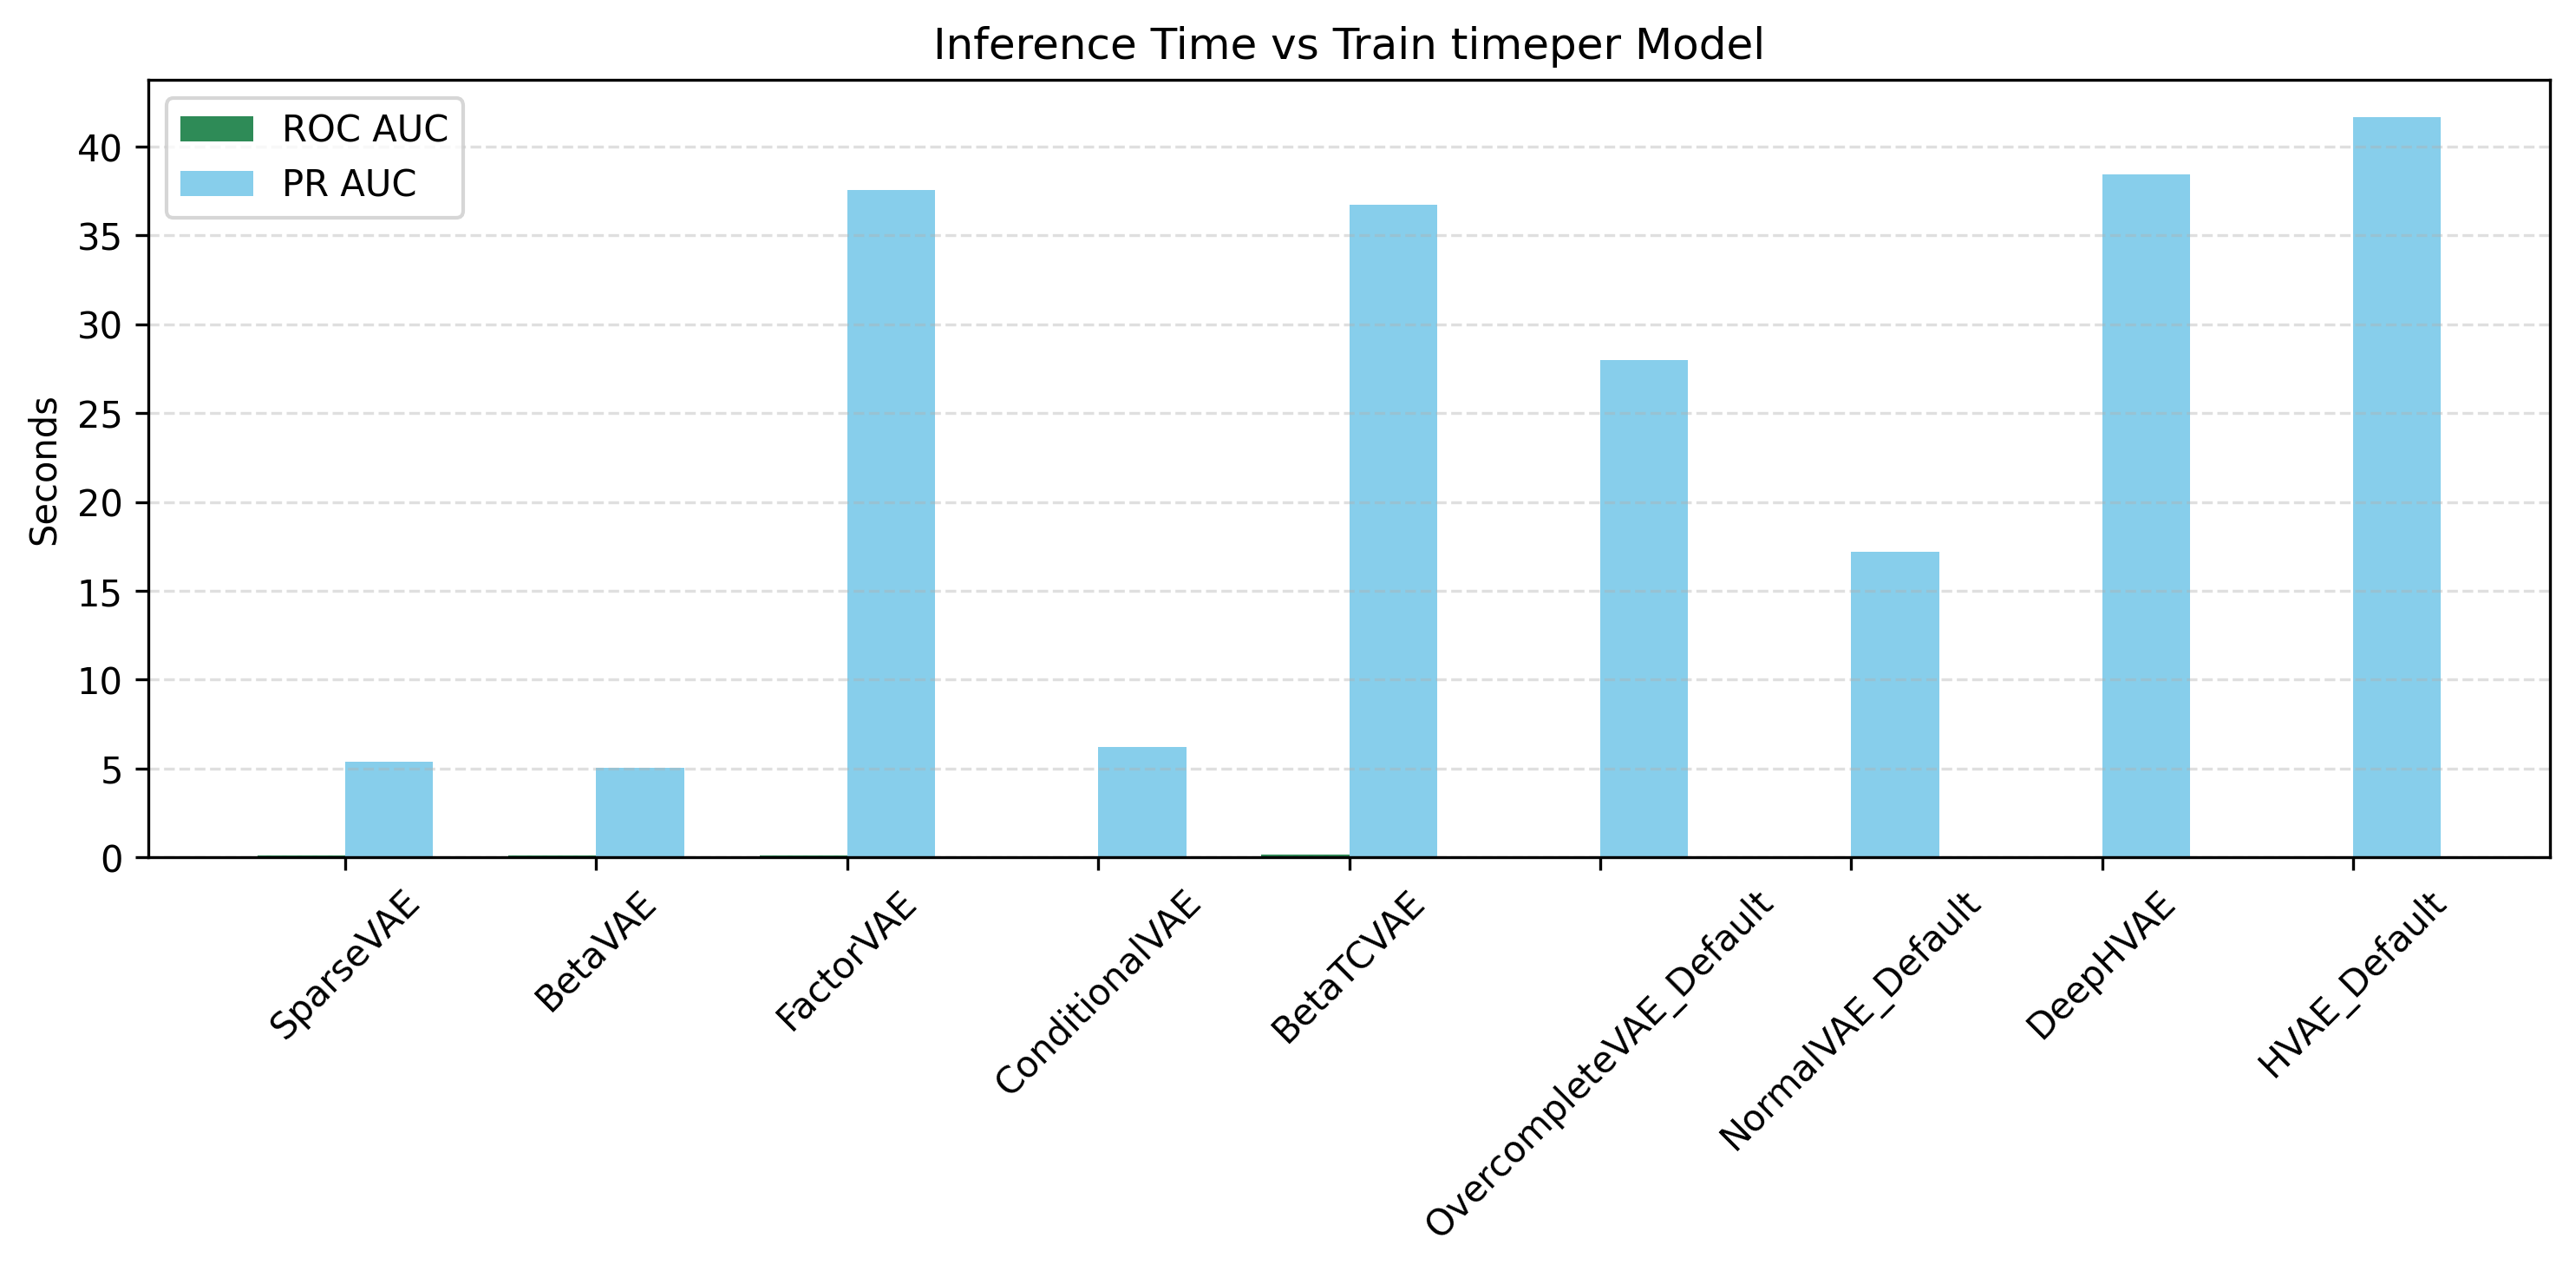 Inference Time vs Train timeper Model
ROC AUC
PR AUC
Seconds
40
35
30
25
20
15
10
5
0
SparseVAE
BetaVAE
FactorVAE
ConditionalVAE
BetaTCVAE
OvercompleteVAE_Default
NormalVAE_Default
DeepHVAE
HVAE_Default